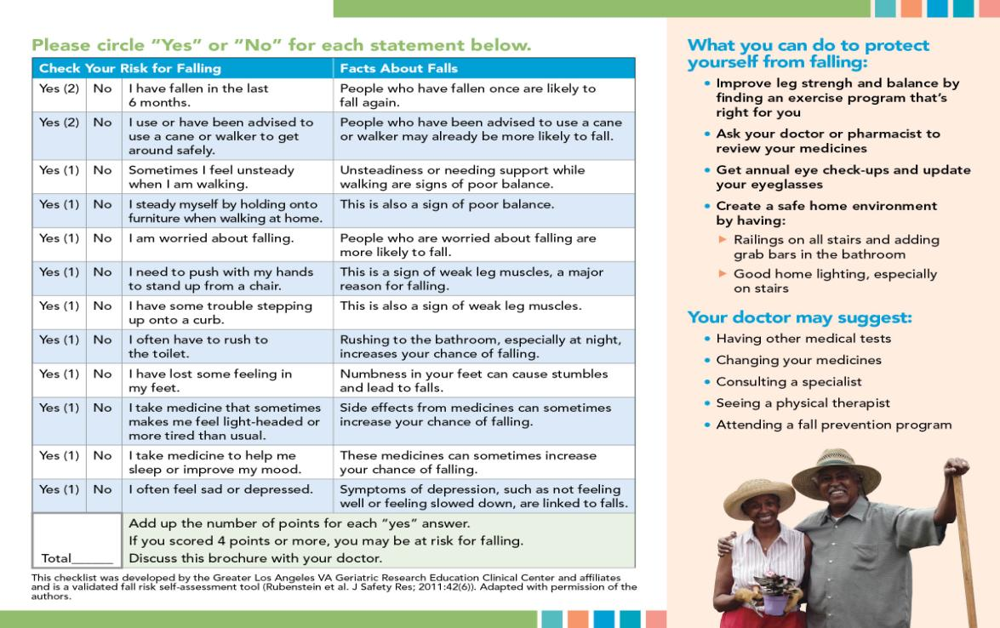 Please circle “Yes” or “No” for each statement below.
Check Your Risk for Falling
Facts About Falls
Yes (2) No I have fallen in the last
6 months.
People who have fallen once are likely to
fall again.
Yes (2) No I use or have been advised to
use a cane or walker to get
around safely.
People who have been advised to use a cane
or walker may already be more likely to fall.
Yes (1) No Sometimes I feel unsteady
when I am walking.
Unsteadiness or needing support while
walking are signs of poor balance.
Yes (1) No I steady myself by holding onto
furniture when walking at home.
This is also a sign of poor balance.
Yes (1) No I am worried about falling.
People who are worried about falling are
more likely to fall.
Yes (1) No I need to push with my hands
to stand up from a chair.
This is a sign of weak leg muscles, a major
reason for falling.
Yes (1) No I have some trouble stepping
up onto a curb.
This is also a sign of weak leg muscles.
Yes (1) No I often have to rush to
the toilet.
Rushing to the bathroom, especially at night,
increases your chance of falling.
Yes (1) No I have lost some feeling in
my feet.
Numbness in your feet can cause stumbles
and lead to falls.
Yes (1) No I take medicine that sometimes
makes me feel light-headed or
more tired than usual.
Side effects from medicines can sometimes
increase your chance of falling.
Yes (1) No I take medicine to help me
sleep or improve my mood.
These medicines can sometimes increase
your chance of falling.
Yes (1) No I often feel sad or depressed.
Symptoms of depression, such as not feeling
well or feeling slowed down, are linked to falls.
Total______
Add up the number of points for each “yes” answer.
If you scored 4 points or more, you may be at risk for falling.
Discuss this brochure with your doctor.
This checklist was developed by the Greater Los Angeles VA Geriatric Research Education Clinical Center and affiliates
and is a validated fall risk self-assessment tool (Rubenstein et al. J Safety Res; 2011:42(6)). Adapted with permission of the
authors.
What you can do to protect
yourself from falling:
• Improve leg strengh and balance by
finding an exercise program that’s
right for you
• Ask your doctor or pharmacist to
review your medicines
• Get annual eye check-ups and update
your eyeglasses
• Create a safe home environment
by having:
► Railings on all stairs and adding
grab bars in the bathroom
► Good home lighting, especially
on stairs
Your doctor may suggest:
• Having other medical tests
• Changing your medicines
• Consulting a specialist
• Seeing a physical therapist
• Attending a fall prevention program